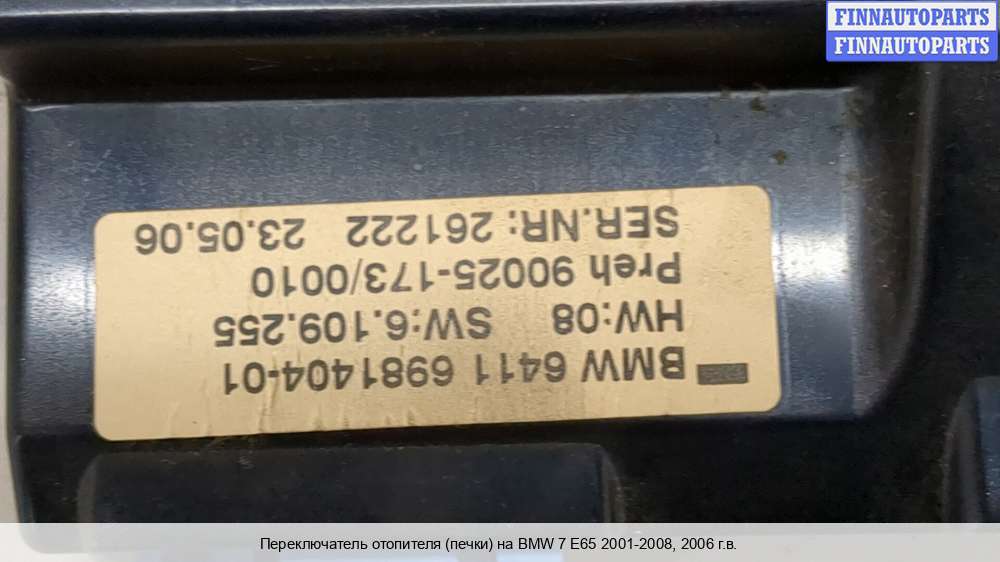 FINNAUTOPARTS
FINNAUTOPARTS
BMW 6411 6981404-01
HW:08 SW:6.109.255
Preh 90025-173/0010
SER.NR: 261222 23.05.06
Переключатель отопителя (печки) на BMW 7 E65 2001-2008, 2006 г.в.